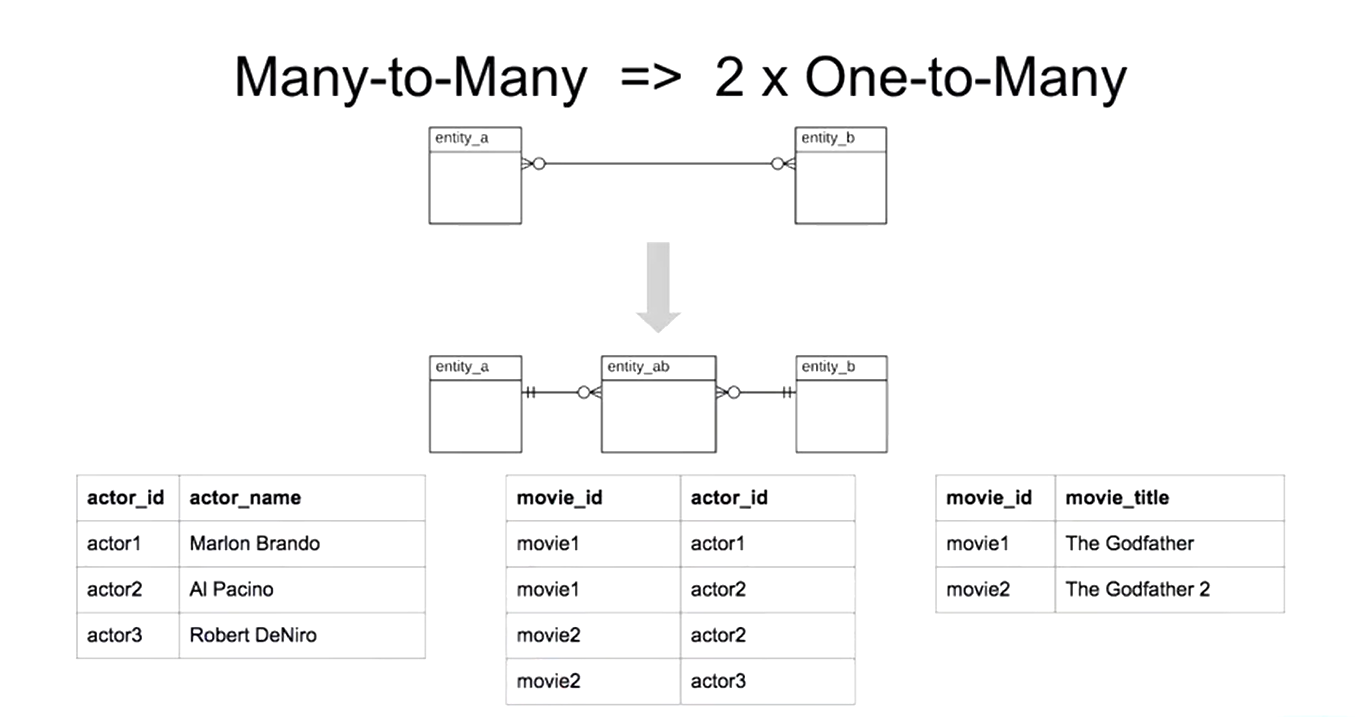 Many-to-Many => 2 x One-to-Many
entity_a
entity_b
entity_a
entity_ab
entity_b
actor_id actor_name
actor1 Marlon Brando
actor2 Al Pacino
actor3 Robert DeNiro
movie_id actor_id
movie1 actor1
movie1 actor2
movie2 actor2
movie2 actor3
movie_id movie_title
movie1 The Godfather
movie2 The Godfather 2